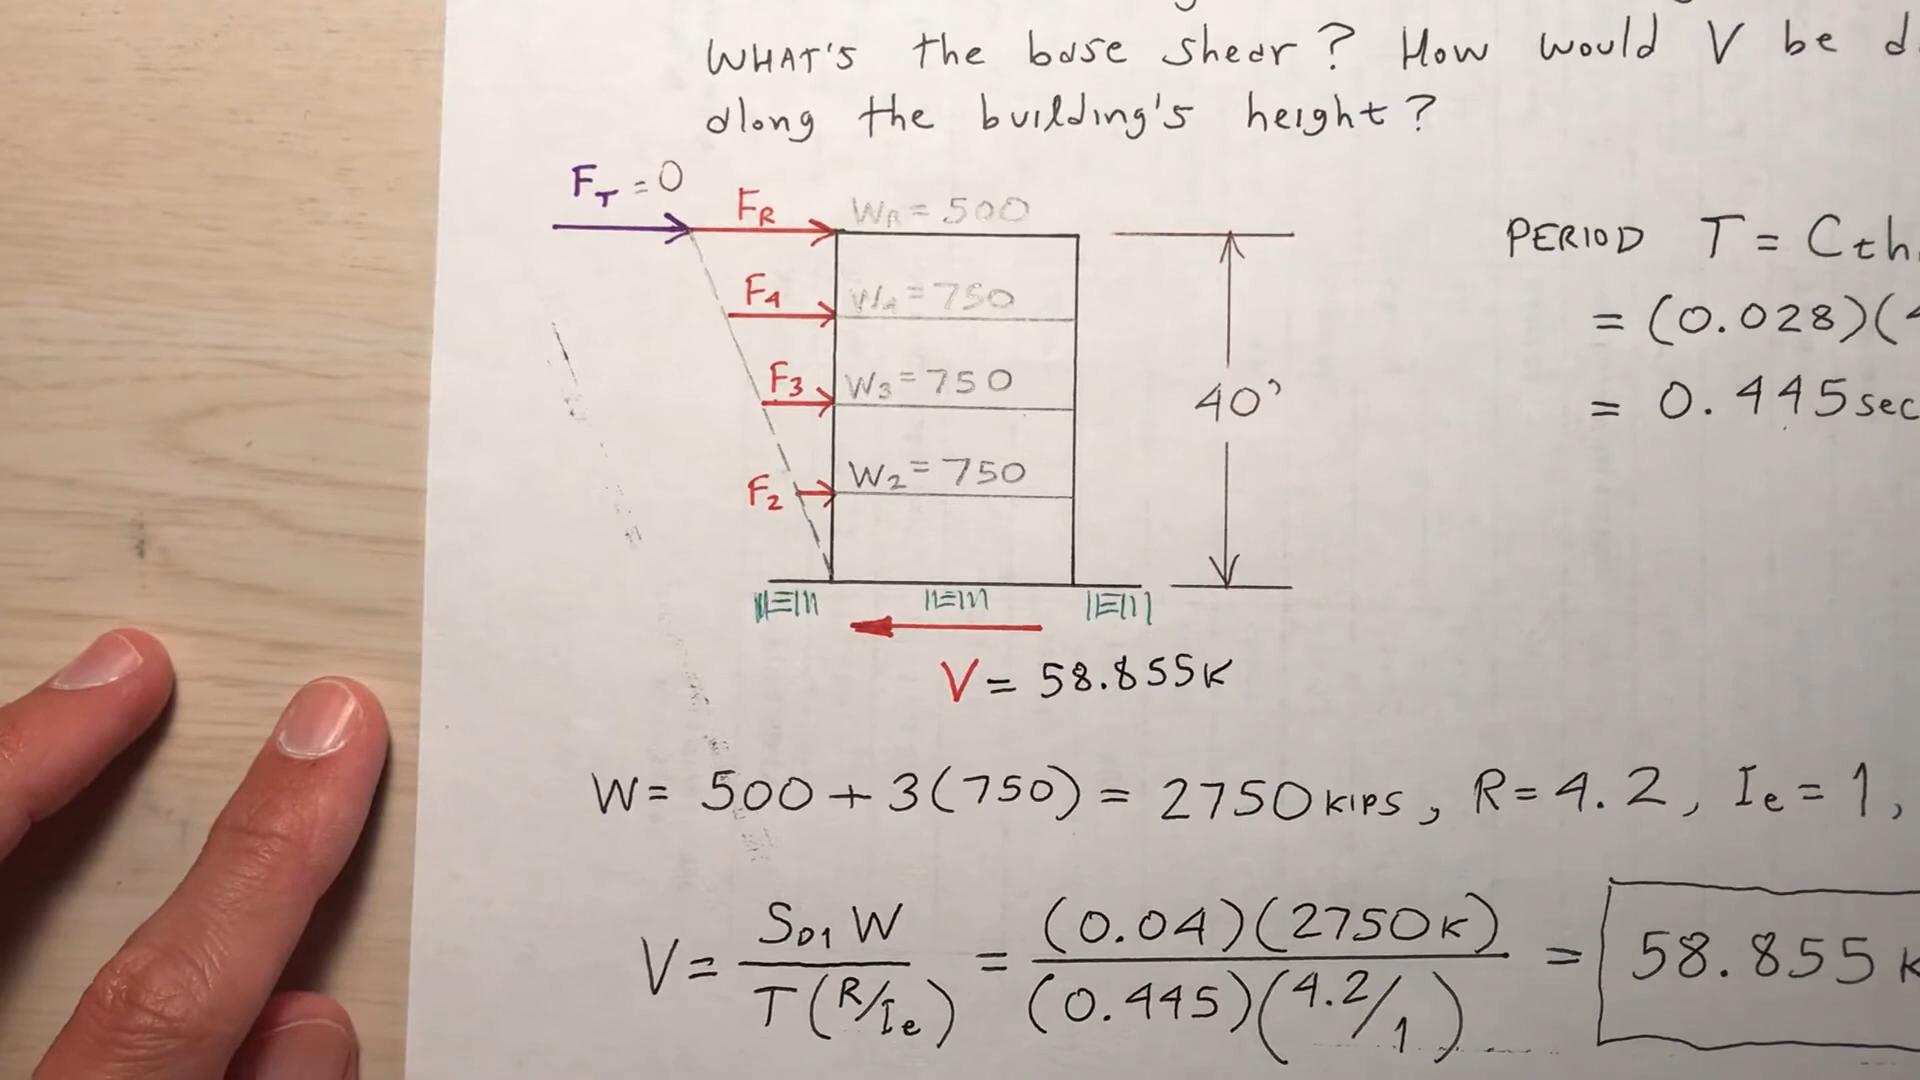 WHAT'S the base shear? How would V be d
along the building's height?
F_T = 0
F_R
W_R = 500
F_4
W_4 = 750
F_3
W_3 = 750
F_2
W_2 = 750
40'
V = 58.855K
PERIOD T = C_t h
= (0.028)(
= 0.445 sec
W = 500 + 3(750) = 2750 KIPS, R = 4.2, I_e = 1,
V = S_D1 W / T(R/I_e) = (0.04)(2750K) / (0.445)(4.2/1) = 58.855 K